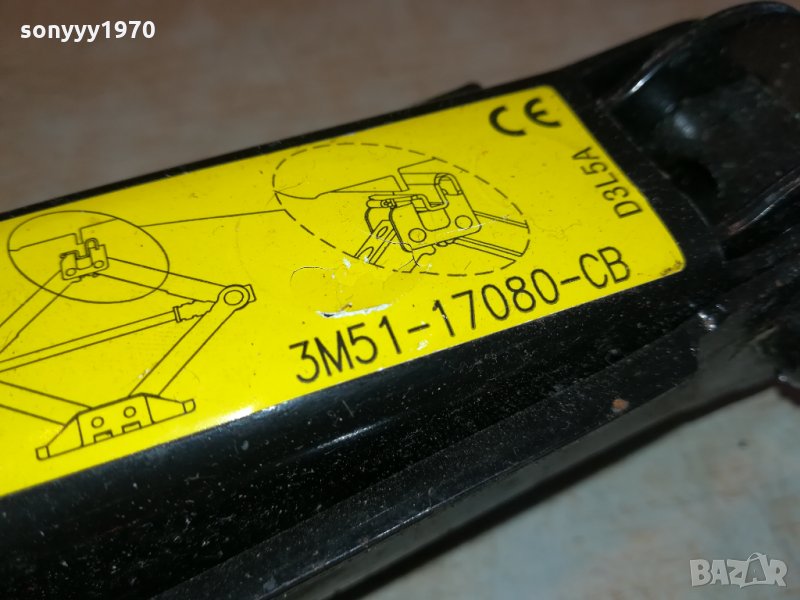 sonyyy1970
CE
D3L5A
3M51-17080-CB
BAZAR